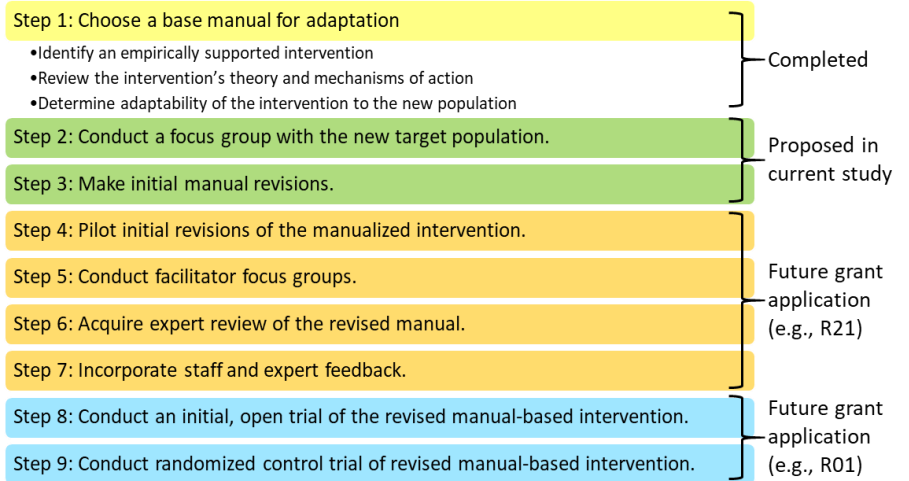 Step 1: Choose a base manual for adaptation
•Identify an empirically supported intervention
•Review the intervention's theory and mechanisms of action
•Determine adaptability of the intervention to the new population
Completed
Step 2: Conduct a focus group with the new target population.
Step 3: Make initial manual revisions.
Proposed in
current study
Step 4: Pilot initial revisions of the manualized intervention.
Step 5: Conduct facilitator focus groups.
Step 6: Acquire expert review of the revised manual.
Step 7: Incorporate staff and expert feedback.
Future grant
application
(e.g., R21)
Step 8: Conduct an initial, open trial of the revised manual-based intervention.
Step 9: Conduct randomized control trial of revised manual-based intervention.
Future grant
application
(e.g., R01)